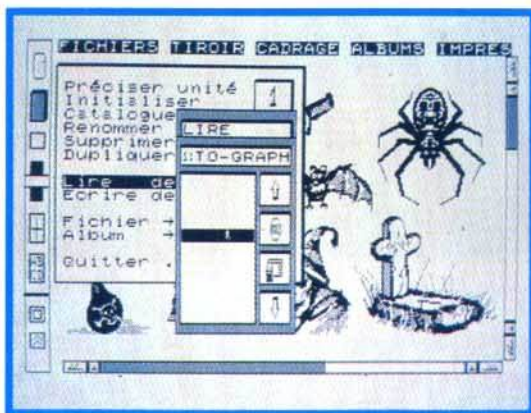 FICHIERS TIROIR CADRAGE ALBUMS IMPRES
Préciser unité 1
Initialiser
Catalogue
Renommer
Supprimer
Dupliquer
Lire de
Ecrire de
Fichier →
Album →
Quitter .
LIRE
:TO-GRAPH